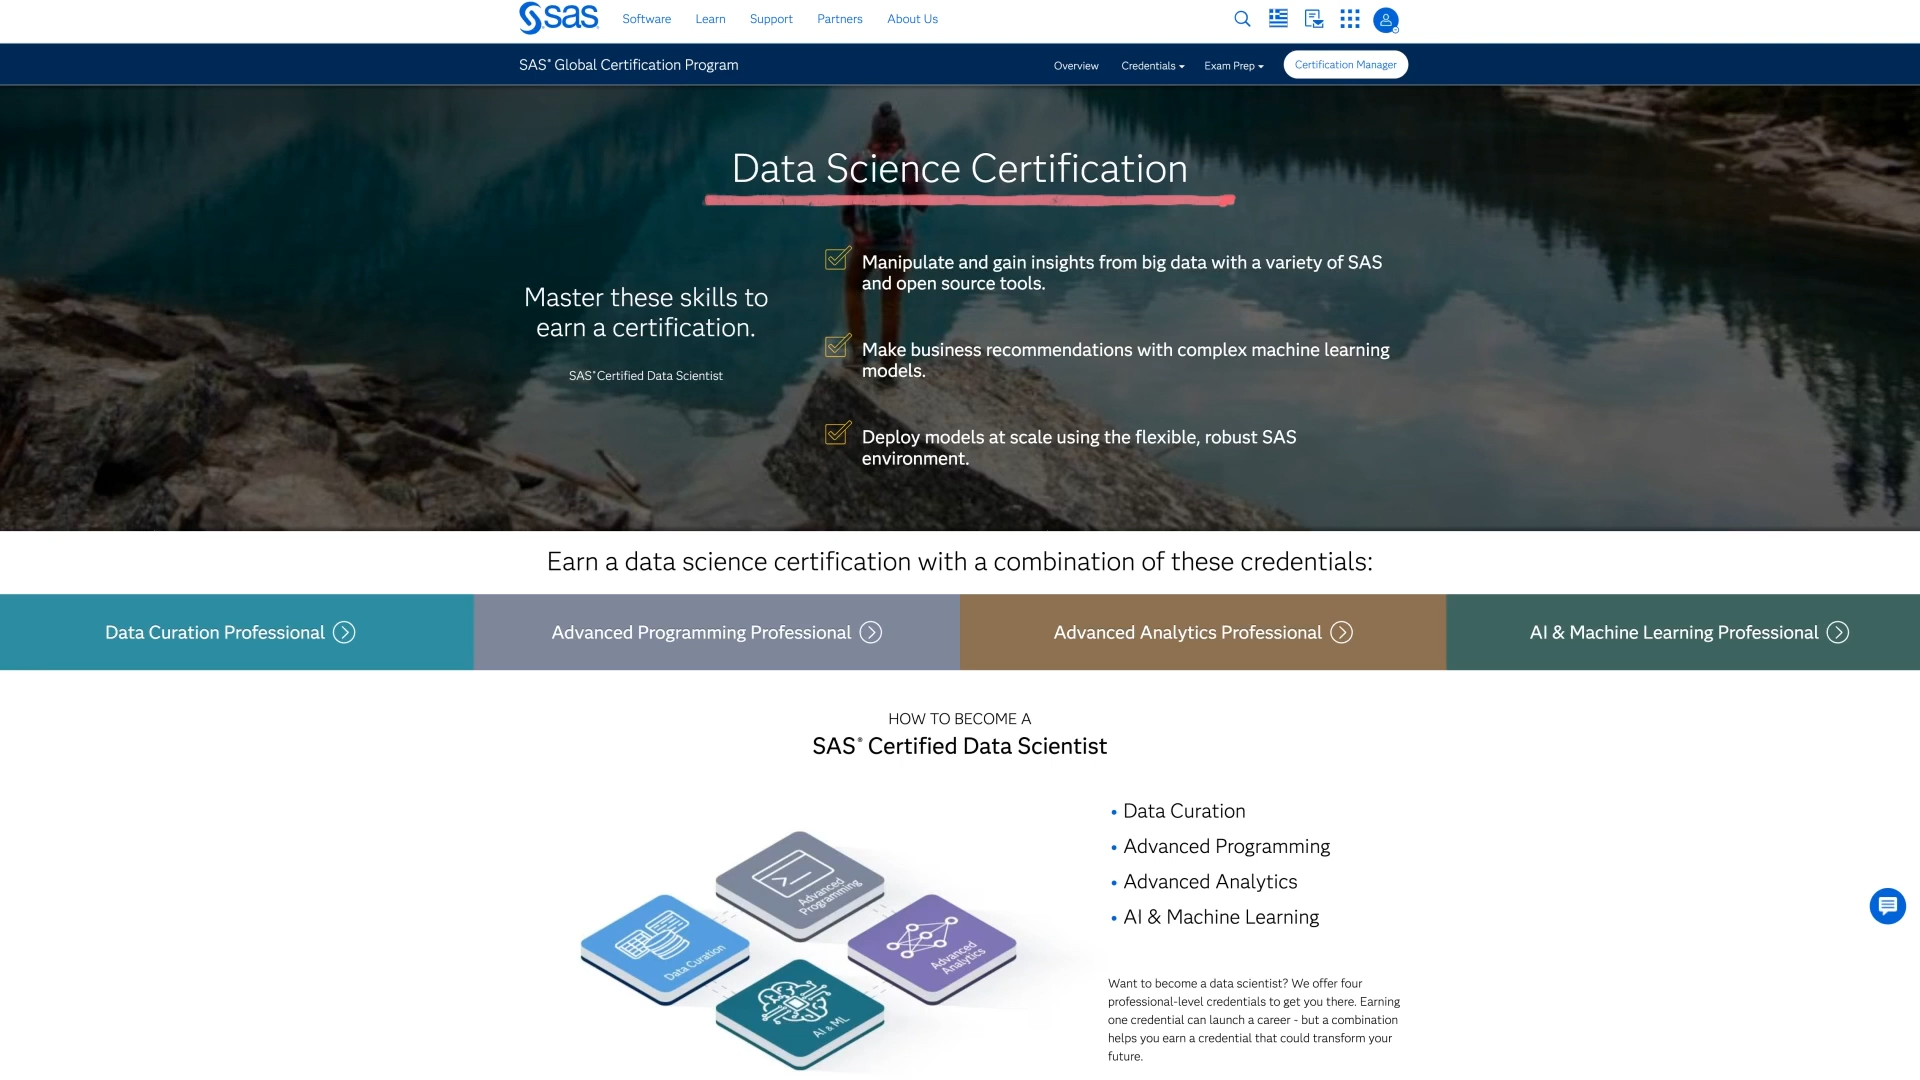 sas
Software Learn Support Partners About Us
SAS® Global Certification Program
Overview Credentials Exam Prep Certification Manager
Data Science Certification
Master these skills to
earn a certification.
SAS® Certified Data Scientist
Manipulate and gain insights from big data with a variety of SAS
and open source tools.
Make business recommendations with complex machine learning
models.
Deploy models at scale using the flexible, robust SAS
environment.
Earn a data science certification with a combination of these credentials:
Data Curation Professional
Advanced Programming Professional
Advanced Analytics Professional
AI & Machine Learning Professional
HOW TO BECOME A
SAS® Certified Data Scientist
Advanced
Programming
Data Curation
Advanced
Analytics
AI & ML
• Data Curation
• Advanced Programming
• Advanced Analytics
• AI & Machine Learning
Want to become a data scientist? We offer four
professional-level credentials to get you there. Earning
one credential can launch a career - but a combination
helps you earn a credential that could transform your
future.